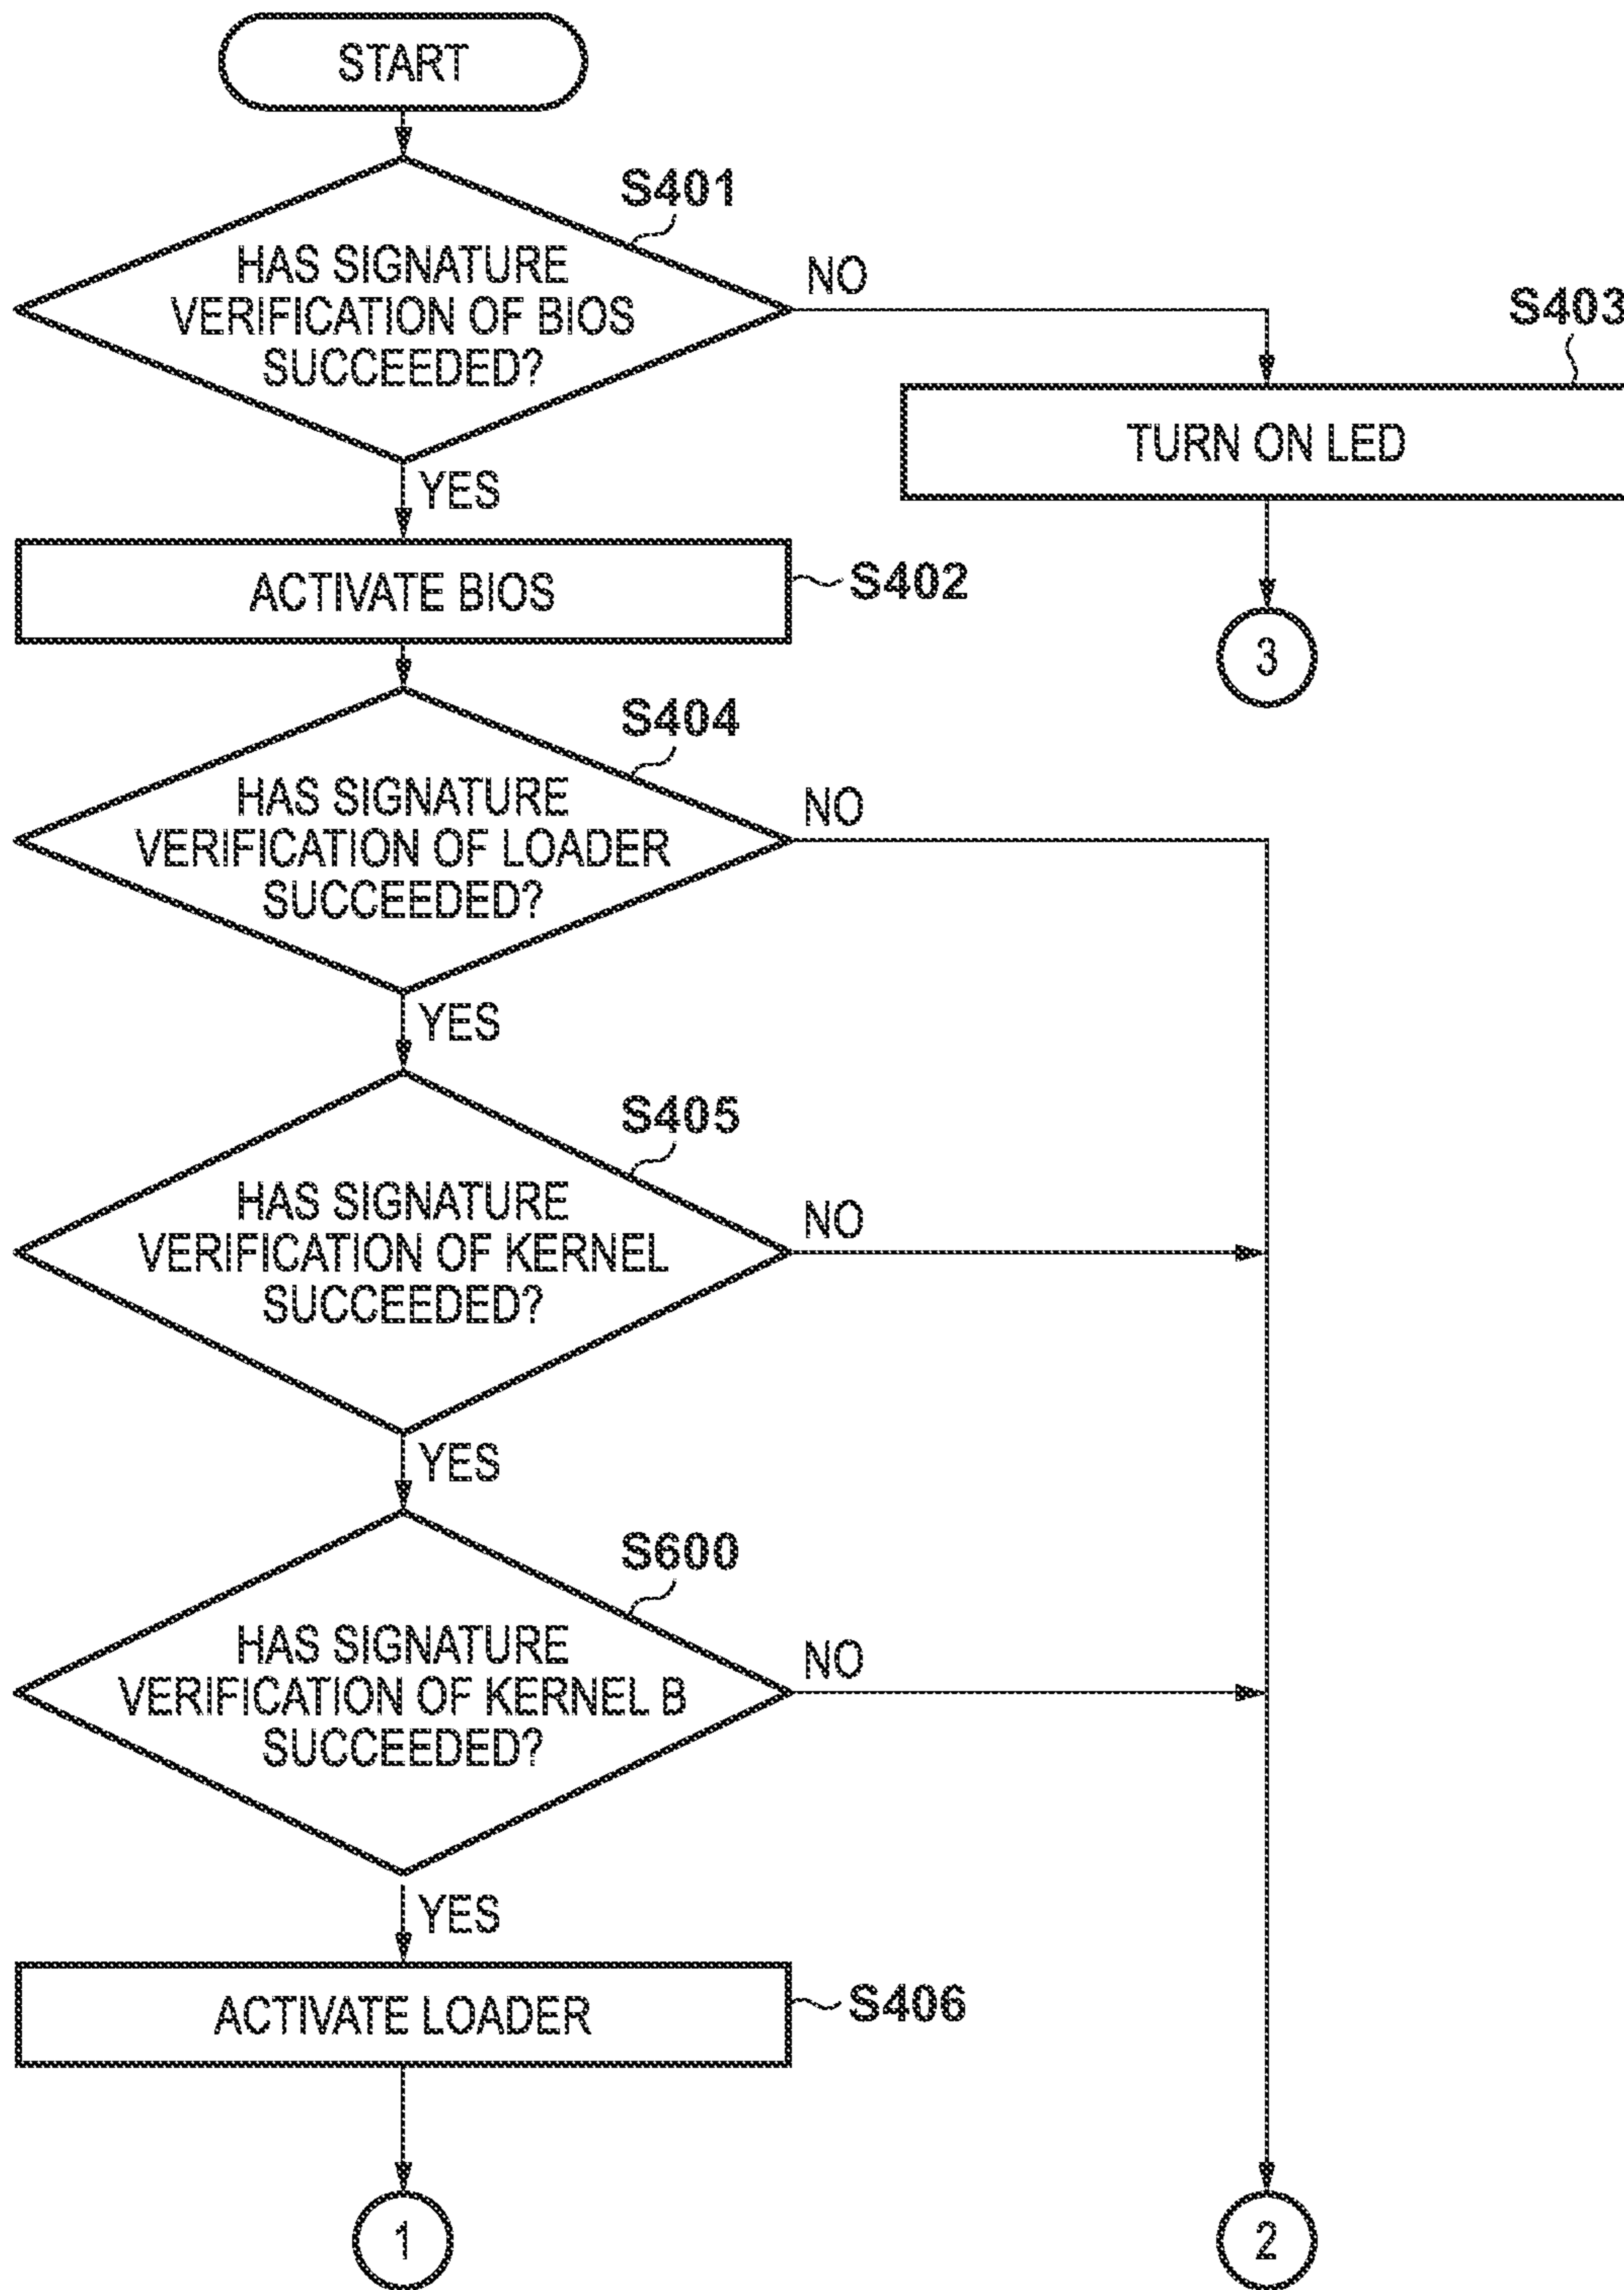 START
S401
HAS SIGNATURE
VERIFICATION OF BIOS
SUCCEEDED?
NO
S403
TURN ON LED
YES
ACTIVATE BIOS
S402
3
S404
HAS SIGNATURE
VERIFICATION OF LOADER
SUCCEEDED?
NO
YES
S405
HAS SIGNATURE
VERIFICATION OF KERNEL
SUCCEEDED?
NO
YES
S600
HAS SIGNATURE
VERIFICATION OF KERNEL B
SUCCEEDED?
NO
YES
ACTIVATE LOADER
S406
1
2